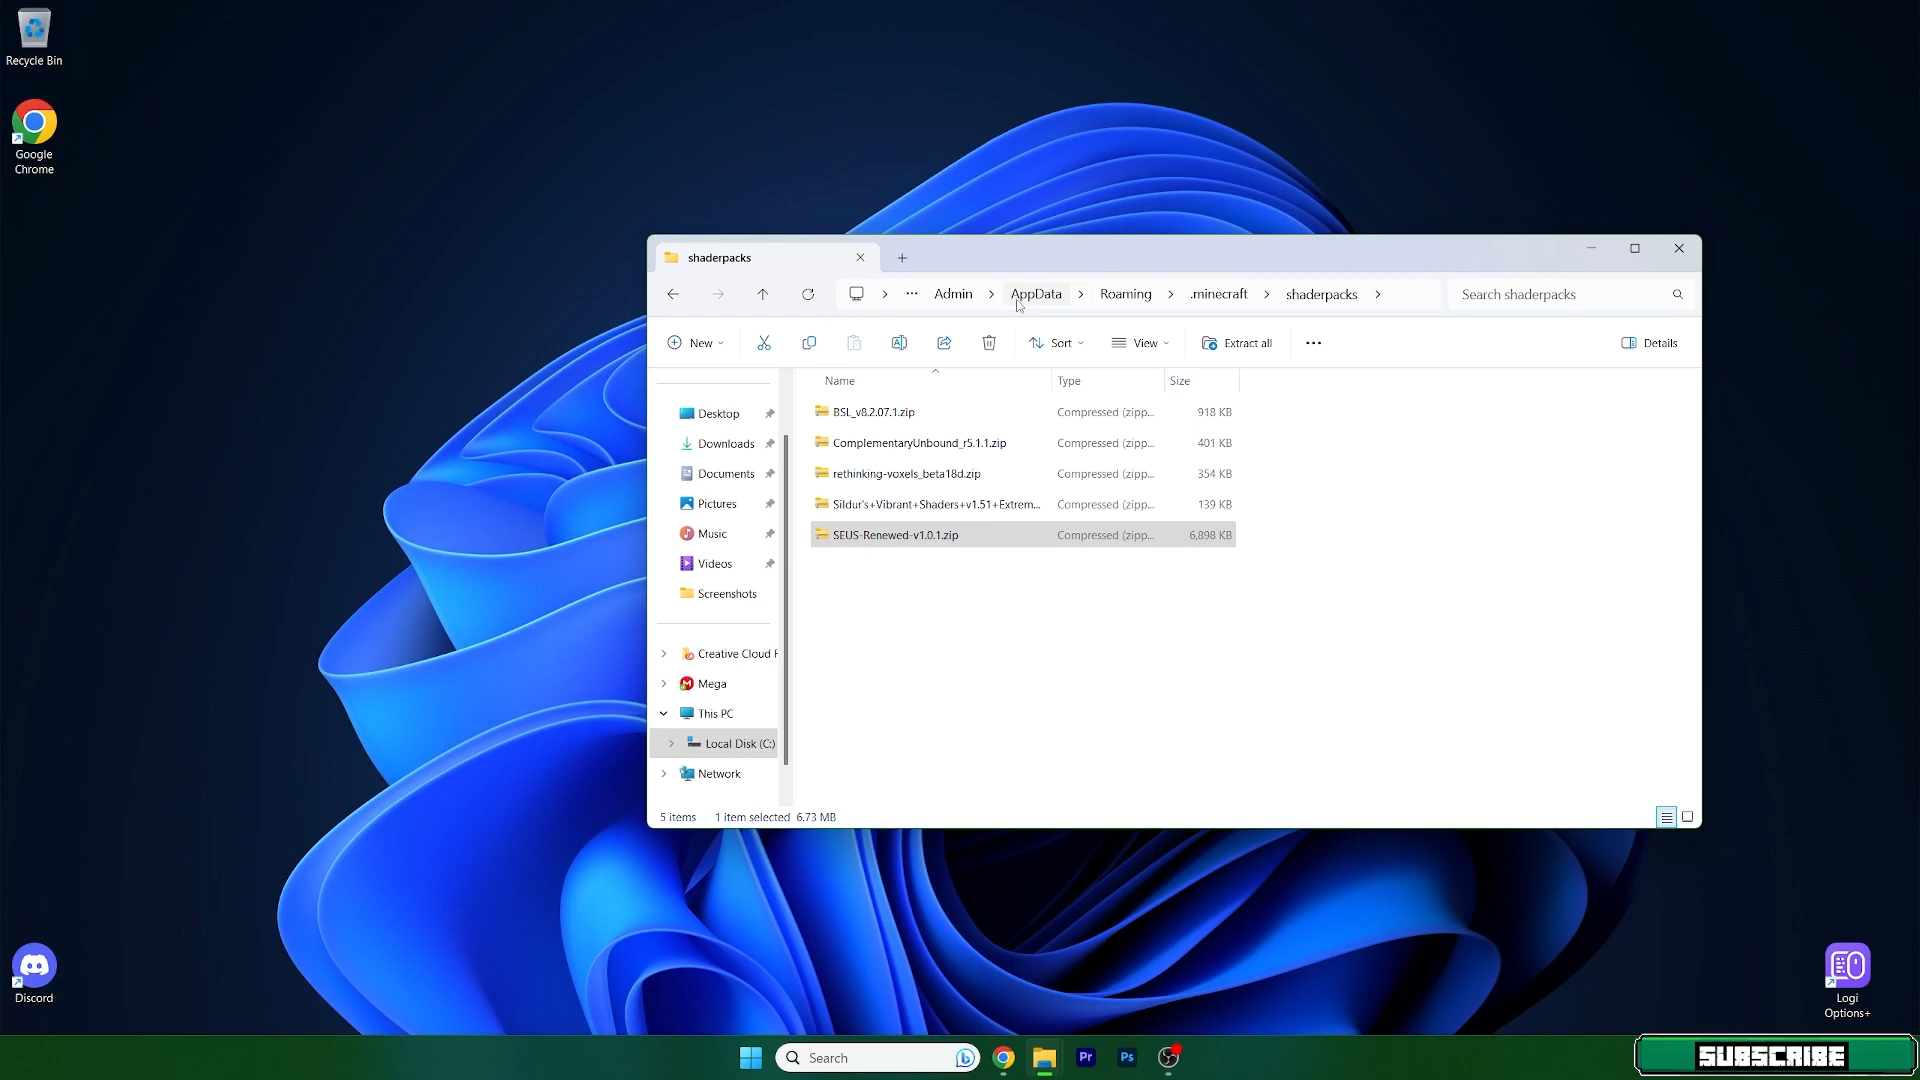 Recycle Bin
Google
Chrome
shaderpacks
Admin
AppData
Roaming
.minecraft
shaderpacks
Search shaderpacks
New
Sort
View
Extract all
Details
Name
Type
Size
BSL_v8.2.07.1.zip
Compressed (zipp...
918 KB
ComplementaryUnbound_r5.1.1.zip
Compressed (zipp...
401 KB
rethinking-voxels_beta18d.zip
Compressed (zipp...
354 KB
Sildur's+Vibrant+Shaders+v1.51+Extrem...
Compressed (zipp...
139 KB
SEUS-Renewed-v1.0.1.zip
Compressed (zipp...
6,898 KB
Desktop
Downloads
Documents
Pictures
Music
Videos
Screenshots
Creative Cloud F
Mega
This PC
Local Disk (C:)
Network
5 items
1 item selected 6.73 MB
Discord
Logi
Options+
Search
Pr
Ps
SUBSCRIBE